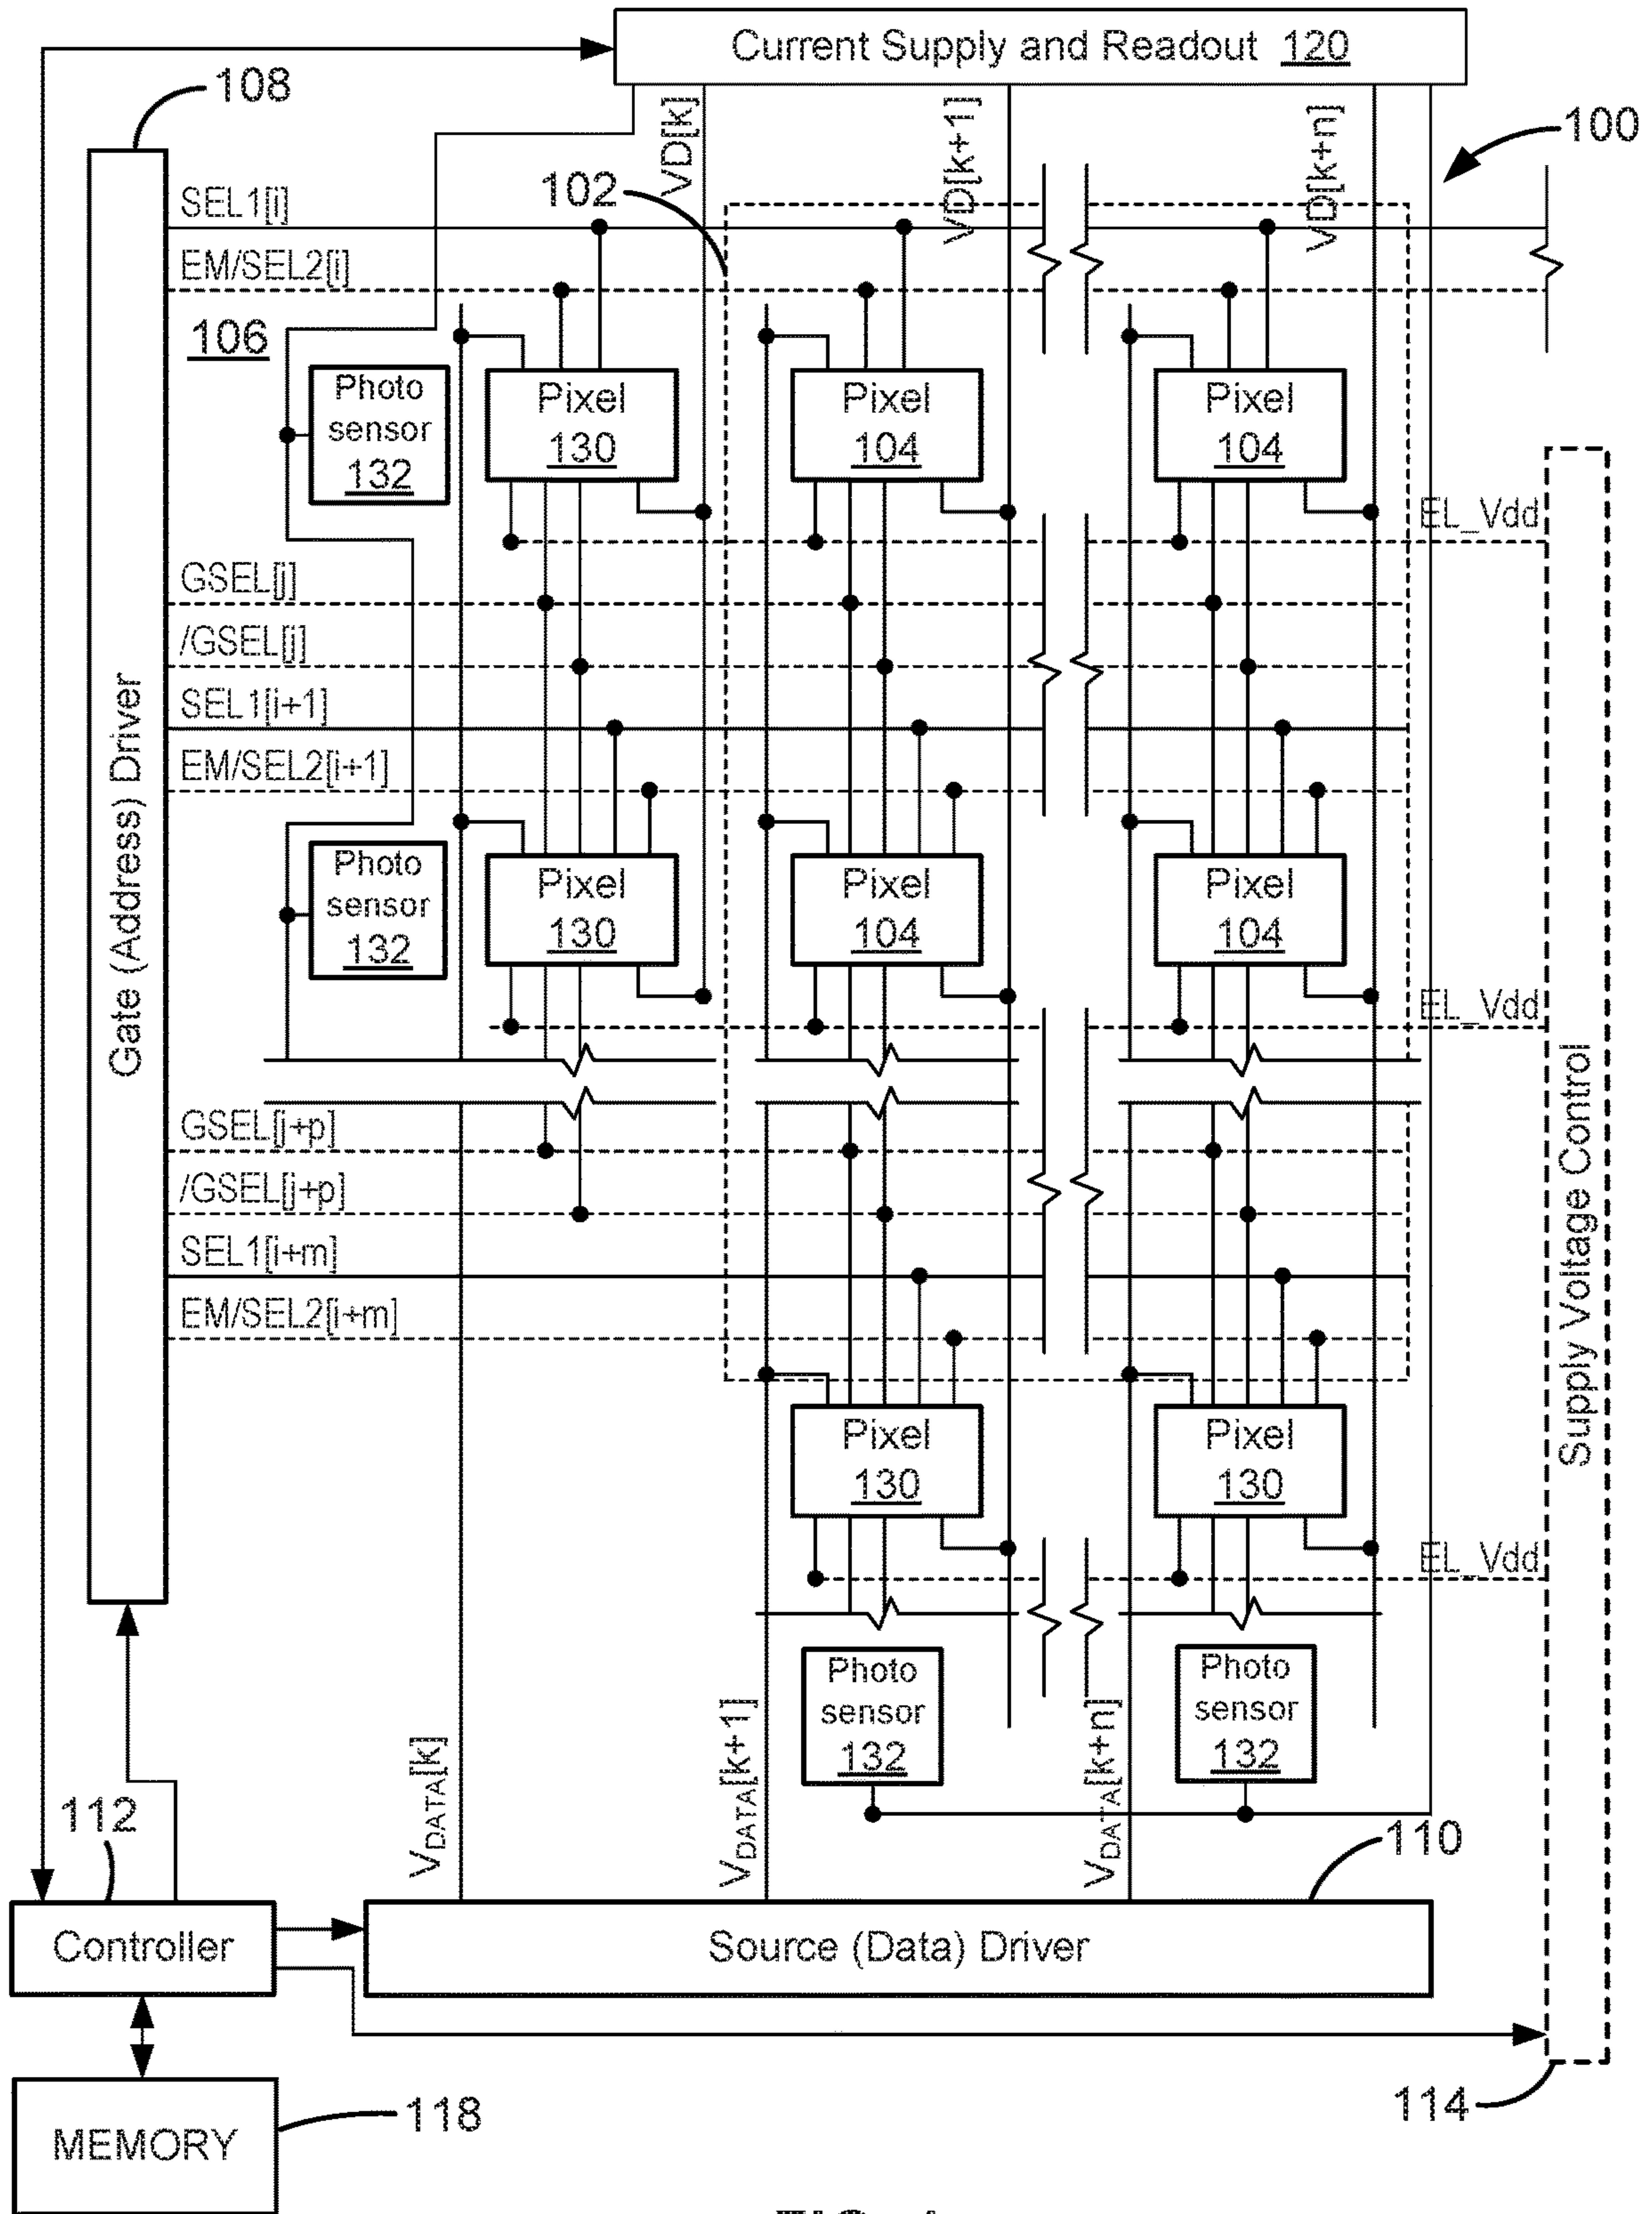 Current Supply and Readout 120
108
VD[k]
VD[k+1]
VD[k+n]
100
102
SEL1[i]
EM/SEL2[i]
106
Photo
sensor
132
Pixel
130
Pixel
104
Pixel
104
EL_Vdd
GSEL[j]
/GSEL[j]
SEL1[i+1]
EM/SEL2[i+1]
Gate (Address) Driver
Photo
sensor
132
Pixel
130
Pixel
104
Pixel
104
EL_Vdd
GSEL[j+p]
/GSEL[j+p]
SEL1[i+m]
EM/SEL2[i+m]
Supply Voltage Control
Pixel
130
Pixel
130
EL_Vdd
Photo
sensor
132
Photo
sensor
132
VDATA[k]
VDATA[k+1]
VDATA[k+n]
112
110
Controller
Source (Data) Driver
114
118
MEMORY